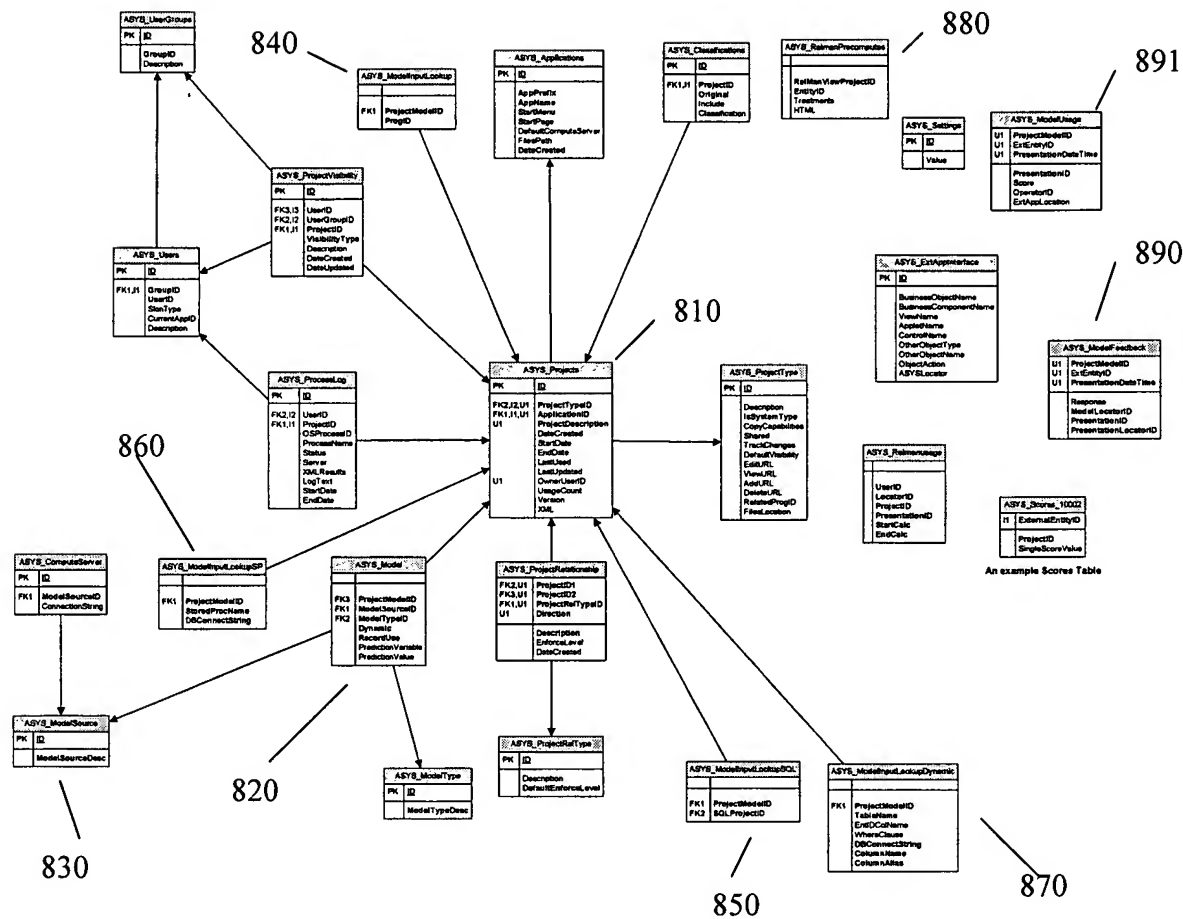 ASYS_UserGroups
PK ID
GroupID
Description
840
ASYS_ModelInputLookup
FK1 ProjectModelID
ProgID
ASYS_Applications
PK ID
AppPrefix
AppName
StartMenu
StartPage
DefaultComputeServer
FilesPath
DateCreated
ASYS_Classifications
PK ID
FK1,I1 ProjectID
Original
Include
Classification
ASYS_RelmanPrecomputes
RelManViewProjectID
EntityID
Treatments
HTML
880
ASYS_Settings
PK ID
Value
891
ASYS_ModelUsage
U1 ProjectModelID
U1 ExtEntityID
U1 PresentationDateTime
PresentationID
Score
OperatorID
ExtAppLocation
ASYS_ProjectVisibility
PK ID
FK3,I3 UserID
FK2,I2 UserGroupID
FK1,I1 ProjectID
VisibilityType
Description
DateCreated
DateUpdated
ASYS_Users
PK ID
FK1,I1 GroupID
UserID
SionType
CurrentAppID
Description
ASYS_ExtAppInterface
PK ID
BusinessObjectName
BusinessComponentName
ViewName
AppletName
ControlName
OtherObjectType
OtherObjectName
ObjectAction
ASYSLocator
890
ASYS_ModelFeedback
U1 ProjectModelID
U1 ExtEntityID
U1 PresentationDateTime
Response
ModelLocatorID
PresentationID
PresentationLocatorID
810
ASYS_Projects
PK ID
FK2,I2,U1 ProjectTypeID
FK1,I1,U1 ApplicationID
U1 ProjectDescription
DateCreated
StartDate
EndDate
LastUsed
LastUpdated
U1 OwnerUserID
UsageCount
Version
XML
ASYS_ProjectType
PK ID
Description
IsSystemType
CopyCapabilities
Shared
TrackChanges
DefaultVisibility
EditURL
ViewURL
AddURL
DeleteURL
RelatedProgID
FilesLocation
ASYS_ProcessLog
PK ID
FK2,I2 UserID
FK1,I1 ProjectID
OSProcessID
ProcessName
Status
Server
XMLResults
LogText
StartDate
EndDate
ASYS_Relmanusage
UserID
LocatorID
ProjectID
PresentationID
StartCalc
EndCalc
ASYS_Scores_10002
I1 ExternalEntityID
ProjectID
SingleScoreValue
An example Scores Table
860
ASYS_ComputeServer
PK ID
FK1 ModelSourceID
ConnectionString
ASYS_ModelInputLookupSP
FK1 ProjectModelID
StoredProcName
DBConnectString
ASYS_Model
FK3 ProjectModelID
FK1 ModelSourceID
FK2 ModelTypeID
Dynamic
RecordUse
PredictionVariable
PredictionValue
ASYS_ProjectRelationship
FK2,U1 ProjectID1
FK3,U1 ProjectID2
FK1,U1 ProjectRelTypeID
U1 Direction
Description
EnforceLevel
DateCreated
ASYS_ModelSource
PK ID
ModelSourceDesc
830
820
ASYS_ModelType
PK ID
ModelTypeDesc
ASYS_ProjectRelType
PK ID
Description
DefaultEnforceLevel
ASYS_ModelInputLookupSQL
FK1 ProjectModelID
FK2 SQLProjectID
850
ASYS_ModelInputLookupDynamic
FK1 ProjectModelID
TableName
EntIDColName
WhereClause
DBConnectString
ColumnName
ColumnAlias
870